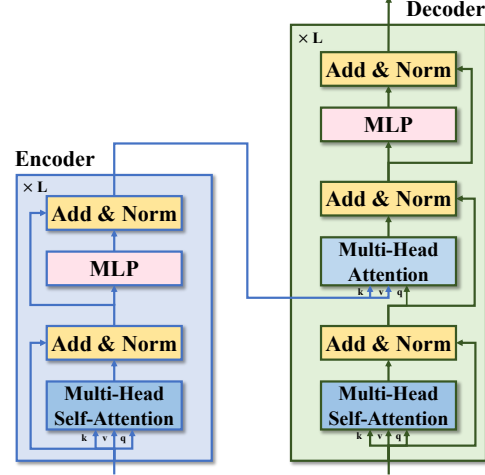 Encoder
× L
Add & Norm
MLP
Add & Norm
Multi-Head
Self-Attention
k v q
Decoder
× L
Add & Norm
MLP
Add & Norm
Multi-Head
Attention
k v q
Add & Norm
Multi-Head
Self-Attention
k v q